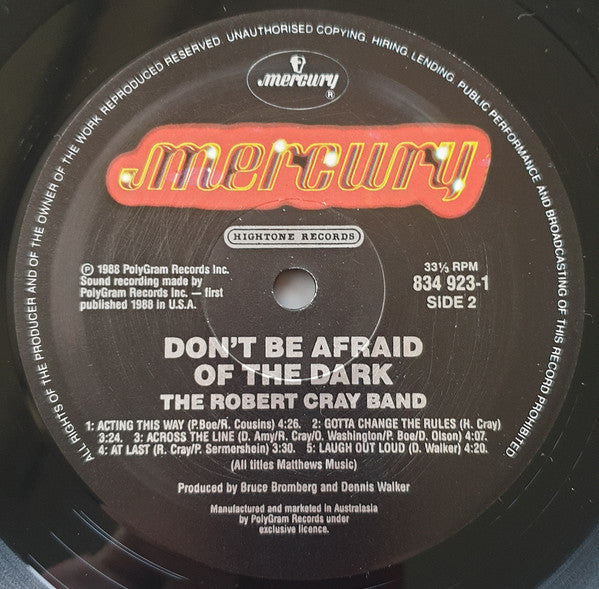 ALL RIGHTS OF THE PRODUCER AND OF THE OWNER OF THE WORK REPRODUCED RESERVED. UNAUTHORISED COPYING, HIRING, LENDING, PUBLIC PERFORMANCE AND BROADCASTING OF THIS RECORD PROHIBITED
mercury
®
mercury
HIGHTONE RECORDS
℗ 1988 PolyGram Records Inc.
Sound recording made by
PolyGram Records Inc. — first
published 1988 in U.S.A.
33⅓ RPM
834 923-1
SIDE 2
DON'T BE AFRAID
OF THE DARK
THE ROBERT CRAY BAND
1: ACTING THIS WAY (P.Boe/R. Cousins) 4:26. 2: GOTTA CHANGE THE RULES (H. Cray)
3:24. 3: ACROSS THE LINE (D. Amy/R. Cray/O. Washington/P. Boe/D. Olsen) 4:07.
4: AT LAST (R. Cray/P. Sermershein) 3:30. 5: LAUGH OUT LOUD (D. Walker) 4:20.
(All titles Matthews Music)
Produced by Bruce Bromberg and Dennis Walker
Manufactured and marketed in Australasia
by PolyGram Records under
exclusive licence.